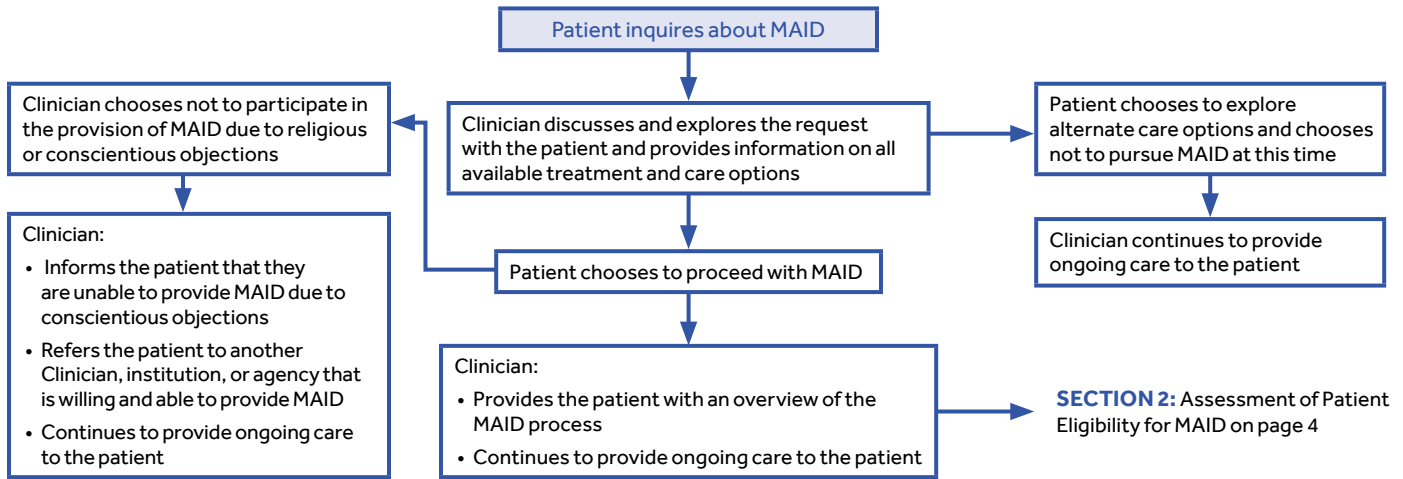 Patient inquires about MAID
Clinician chooses not to participate in
the provision of MAID due to religious
or conscientious objections
Clinician discusses and explores the request
with the patient and provides information on all
available treatment and care options
Patient chooses to explore
alternate care options and chooses
not to pursue MAID at this time
Clinician:
• Informs the patient that they
are unable to provide MAID due to
conscientious objections
• Refers the patient to another
Clinician, institution, or agency that
is willing and able to provide MAID
• Continues to provide ongoing care
to the patient
Patient chooses to proceed with MAID
Clinician continues to provide
ongoing care to the patient
Clinician:
• Provides the patient with an overview of the
MAID process
• Continues to provide ongoing care to the patient
SECTION 2: Assessment of Patient
Eligibility for MAID on page 4